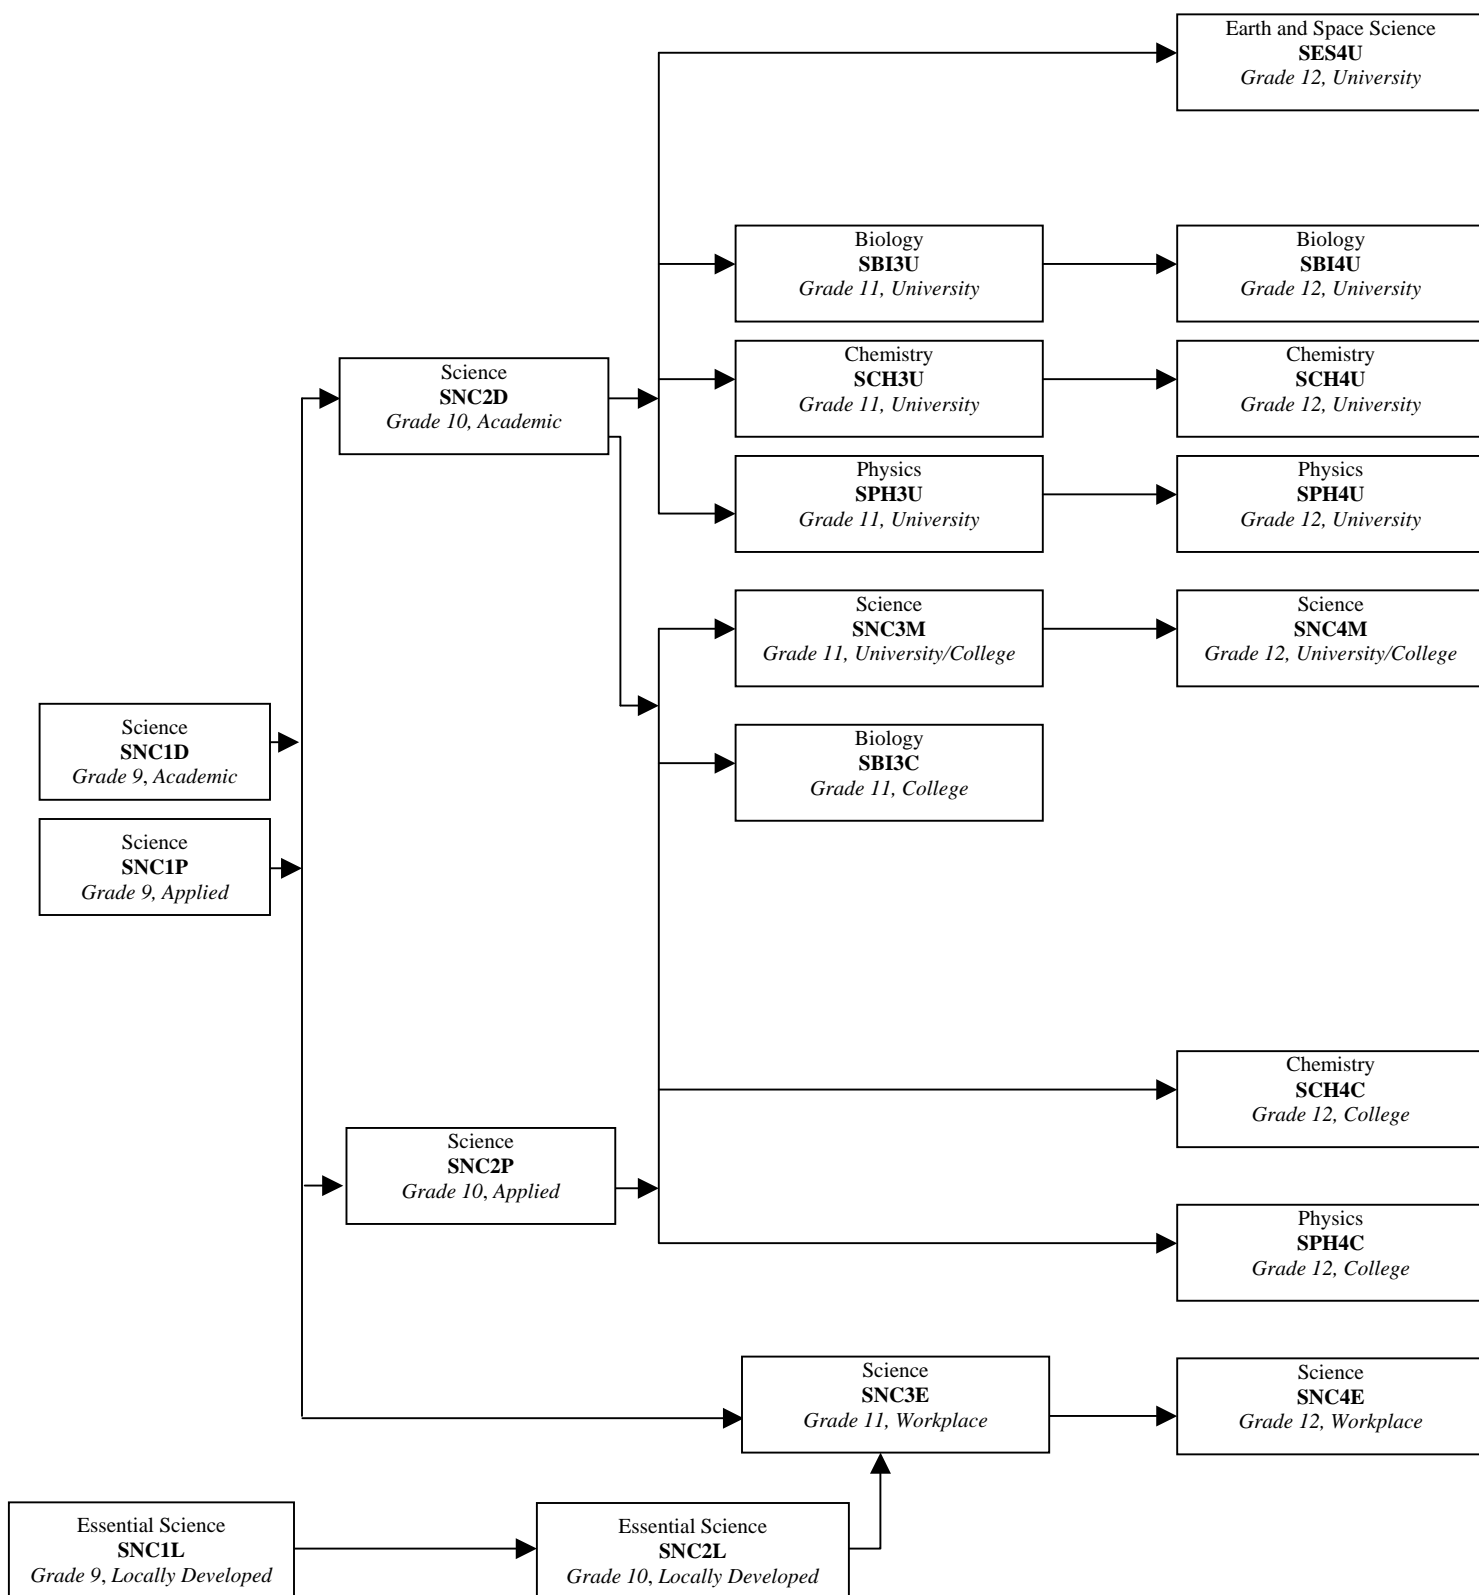 Earth and Space Science
SES4U
Grade 12, University
Biology
SBI3U
Grade 11, University
Biology
SBI4U
Grade 12, University
Science
SNC2D
Grade 10, Academic
Chemistry
SCH3U
Grade 11, University
Chemistry
SCH4U
Grade 12, University
Physics
SPH3U
Grade 11, University
Physics
SPH4U
Grade 12, University
Science
SNC3M
Grade 11, University/College
Science
SNC4M
Grade 12, University/College
Science
SNC1D
Grade 9, Academic
Biology
SBI3C
Grade 11, College
Science
SNC1P
Grade 9, Applied
Chemistry
SCH4C
Grade 12, College
Science
SNC2P
Grade 10, Applied
Physics
SPH4C
Grade 12, College
Science
SNC3E
Grade 11, Workplace
Science
SNC4E
Grade 12, Workplace
Essential Science
SNC1L
Grade 9, Locally Developed
Essential Science
SNC2L
Grade 10, Locally Developed